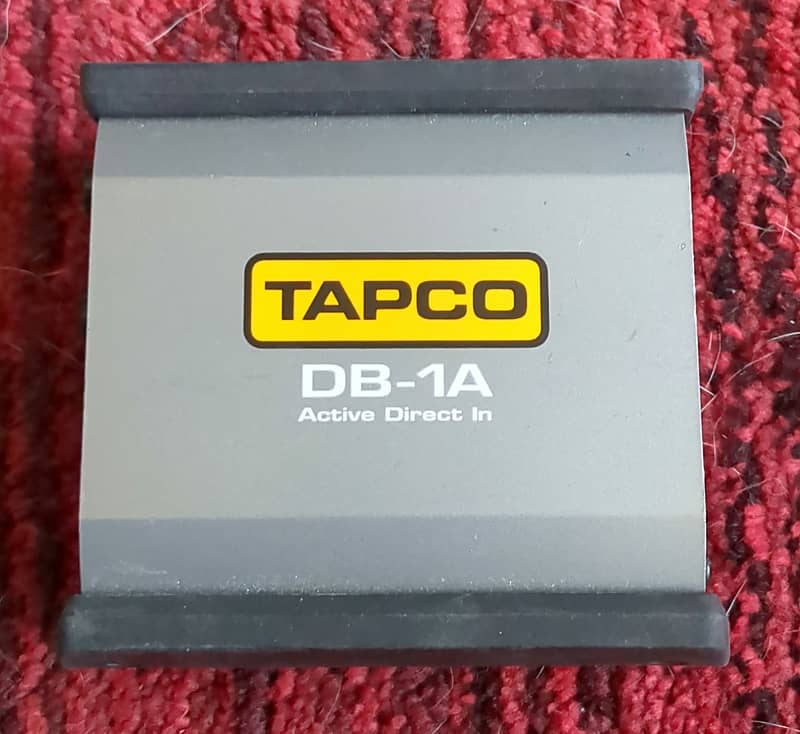 TAPCO
DB-1A
Active Direct In